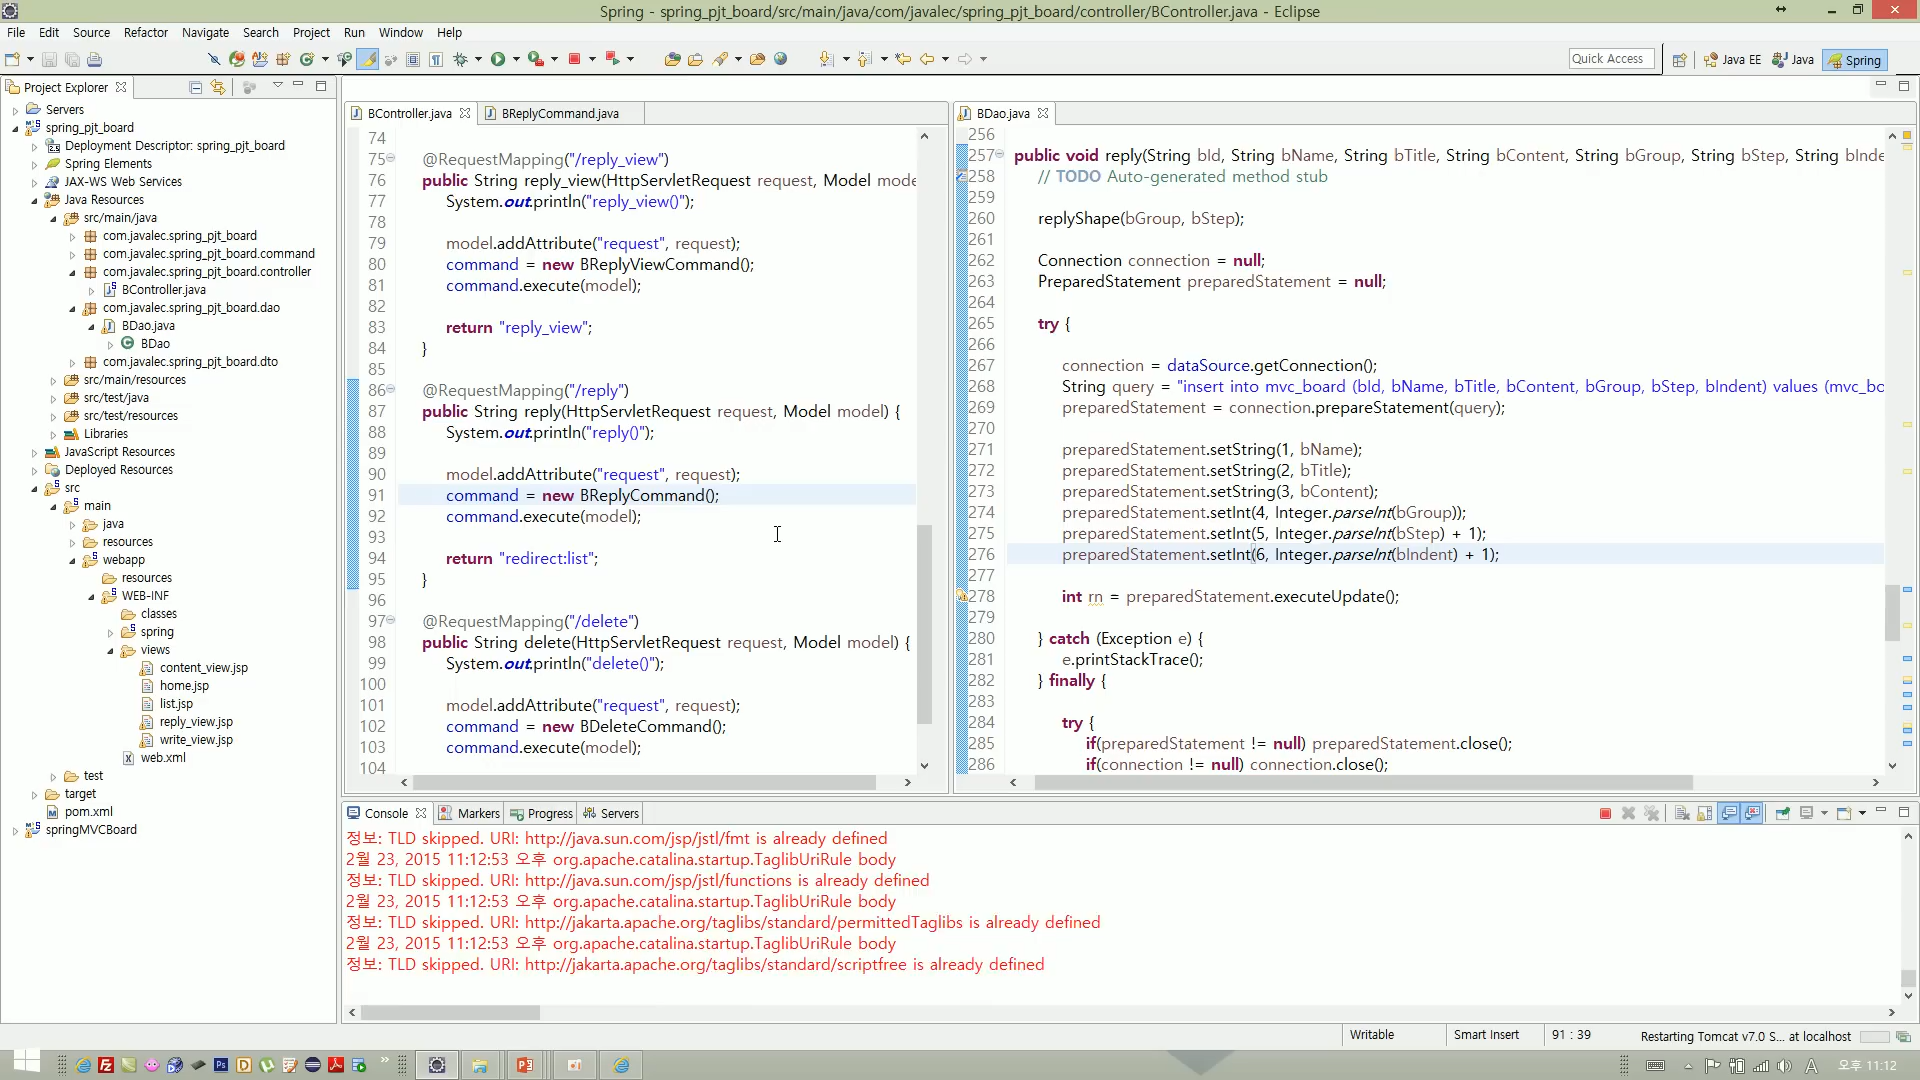 Spring - spring_pjt_board/src/main/java/com/javalec/spring_pjt_board/controller/BController.java - Eclipse
File Edit Source Refactor Navigate Search Project Run Window Help
Quick Access
Java EE
Java
Spring
Project Explorer
Servers
spring_pjt_board
Deployment Descriptor: spring_pjt_board
Spring Elements
JAX-WS Web Services
Java Resources
src/main/java
com.javalec.spring_pjt_board
com.javalec.spring_pjt_board.command
com.javalec.spring_pjt_board.controller
BController.java
com.javalec.spring_pjt_board.dao
BDao.java
BDao
com.javalec.spring_pjt_board.dto
src/main/resources
src/test/java
src/test/resources
Libraries
JavaScript Resources
Deployed Resources
src
main
java
resources
webapp
resources
WEB-INF
classes
spring
views
content_view.jsp
home.jsp
list.jsp
reply_view.jsp
write_view.jsp
web.xml
test
target
pom.xml
springMVCBoard
BController.java
BReplyCommand.java
74
75 @RequestMapping("/reply_view")
76 public String reply_view(HttpServletRequest request, Model mode
77 System.out.println("reply_view()");
78
79 model.addAttribute("request", request);
80 command = new BReplyViewCommand();
81 command.execute(model);
82
83 return "reply_view";
84 }
85
86 @RequestMapping("/reply")
87 public String reply(HttpServletRequest request, Model model) {
88 System.out.println("reply()");
89
90 model.addAttribute("request", request);
91 command = new BReplyCommand();
92 command.execute(model);
93
94 return "redirect:list";
95 }
96
97 @RequestMapping("/delete")
98 public String delete(HttpServletRequest request, Model model) {
99 System.out.println("delete()");
100
101 model.addAttribute("request", request);
102 command = new BDeleteCommand();
103 command.execute(model);
104
BDao.java
256
257 public void reply(String bId, String bName, String bTitle, String bContent, String bGroup, String bStep, String bInde
258 // TODO Auto-generated method stub
259
260 replyShape(bGroup, bStep);
261
262 Connection connection = null;
263 PreparedStatement preparedStatement = null;
264
265 try {
266
267 connection = dataSource.getConnection();
268 String query = "insert into mvc_board (bId, bName, bTitle, bContent, bGroup, bStep, bIndent) values (mvc_bo
269 preparedStatement = connection.prepareStatement(query);
270
271 preparedStatement.setString(1, bName);
272 preparedStatement.setString(2, bTitle);
273 preparedStatement.setString(3, bContent);
274 preparedStatement.setInt(4, Integer.parseInt(bGroup));
275 preparedStatement.setInt(5, Integer.parseInt(bStep) + 1);
276 preparedStatement.setInt(6, Integer.parseInt(bIndent) + 1);
277
278 int rn = preparedStatement.executeUpdate();
279
280 } catch (Exception e) {
281 e.printStackTrace();
282 } finally {
283
284 try {
285 if(preparedStatement != null) preparedStatement.close();
286 if(connection != null) connection.close();
Console Markers Progress Servers
정보: TLD skipped. URI: http://java.sun.com/jsp/jstl/fmt is already defined
2월 23, 2015 11:12:53 오후 org.apache.catalina.startup.TaglibUriRule body
정보: TLD skipped. URI: http://java.sun.com/jsp/jstl/functions is already defined
2월 23, 2015 11:12:53 오후 org.apache.catalina.startup.TaglibUriRule body
정보: TLD skipped. URI: http://jakarta.apache.org/taglibs/standard/permittedTaglibs is already defined
2월 23, 2015 11:12:53 오후 org.apache.catalina.startup.TaglibUriRule body
정보: TLD skipped. URI: http://jakarta.apache.org/taglibs/standard/scriptfree is already defined
Writable
Smart Insert
91 : 39
Restarting Tomcat v7.0 S... at localhost
A
오후 11:12